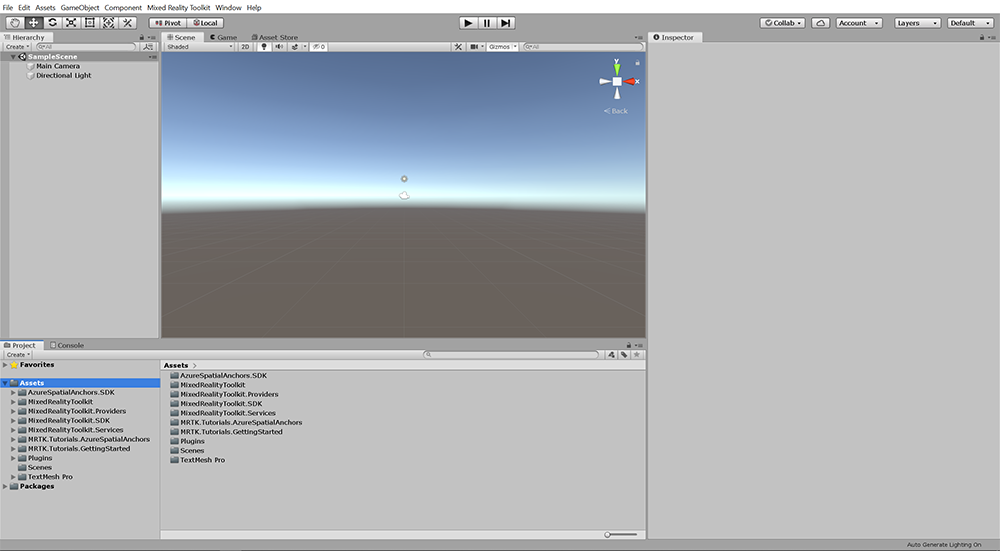 File Edit Assets GameObject Component Mixed Reality Toolkit Window Help
Pivot Local Collab Account Layers Default
Hierarchy
Create All
SampleScene
Main Camera
Directional Light
Scene Game Asset Store
Shaded 2D 0 Gizmos All
y
x
Back
Inspector
Project Console
Create
Favorites
Assets
AzureSpatialAnchors.SDK
MixedRealityToolkit
MixedRealityToolkit.Providers
MixedRealityToolkit.SDK
MixedRealityToolkit.Services
MRTK.Tutorials.AzureSpatialAnchors
MRTK.Tutorials.GettingStarted
Plugins
Scenes
TextMesh Pro
Packages
Assets
AzureSpatialAnchors.SDK
MixedRealityToolkit
MixedRealityToolkit.Providers
MixedRealityToolkit.SDK
MixedRealityToolkit.Services
MRTK.Tutorials.AzureSpatialAnchors
MRTK.Tutorials.GettingStarted
Plugins
Scenes
TextMesh Pro
Auto Generate Lighting On